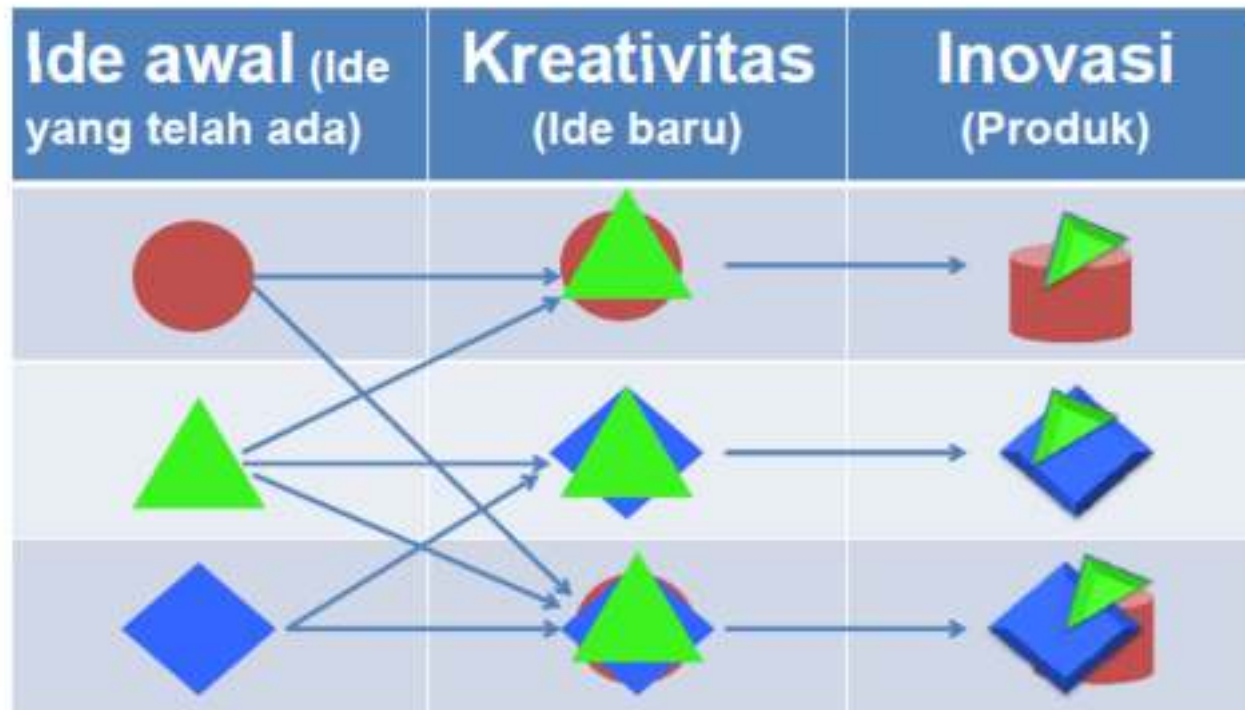 Ide awal (Ide
yang telah ada)
Kreativitas
(Ide baru)
Inovasi
(Produk)